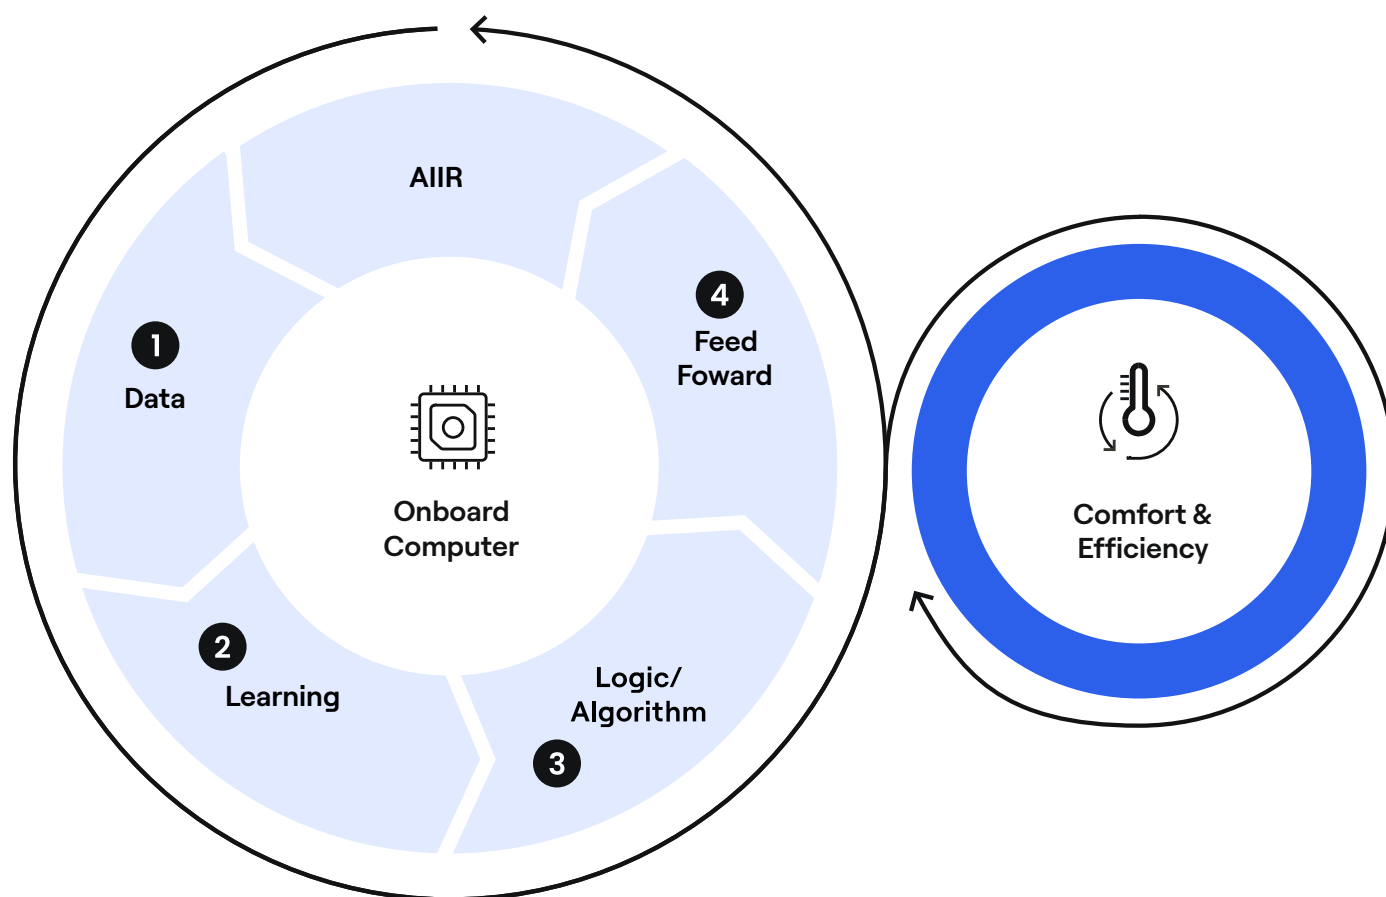 AIIR
1
Data
2
Learning
Logic/
Algorithm
3
4
Feed
Foward
Onboard
Computer
Comfort &
Efficiency